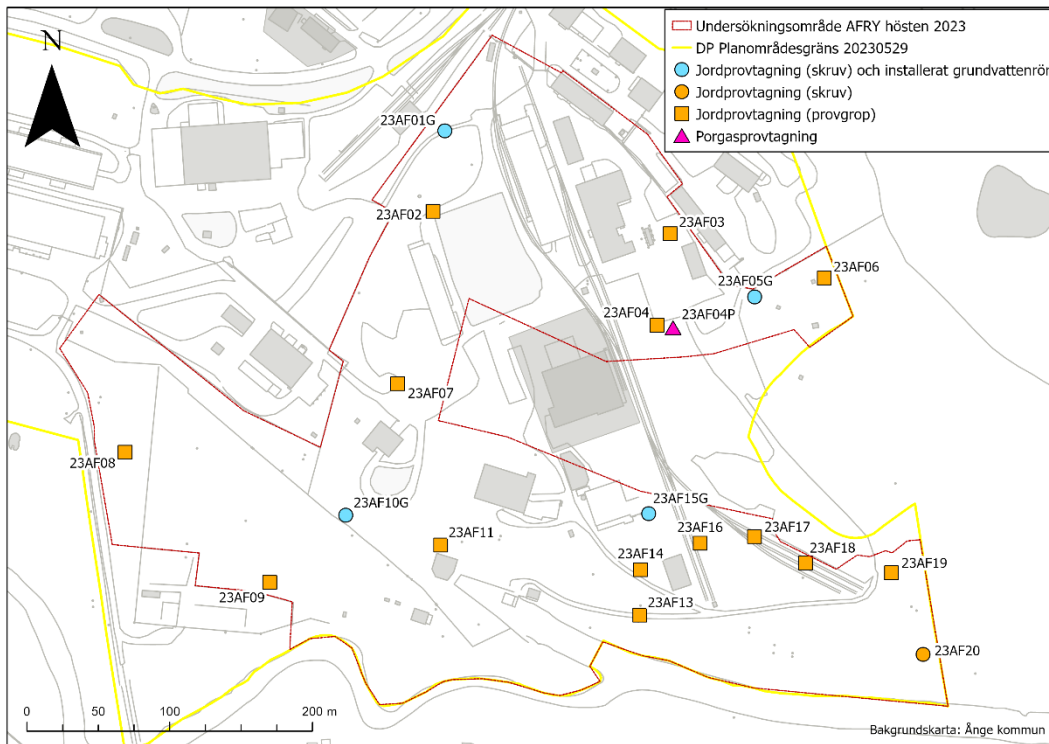 N
Undersökningsområde AFRY hösten 2023
DP Planområdesgräns 20230529
Jordprovtagning (skruv) och installerat grundvattenrör
Jordprovtagning (skruv)
Jordprovtagning (provgrop)
Porgasprovtagning
23AF01G
23AF02
23AF03
23AF06
23AF05G
23AF04
23AF04P
23AF07
23AF08
23AF10G
23AF15G
23AF11
23AF16
23AF17
23AF18
23AF14
23AF19
23AF09
23AF13
23AF20
0 50 100 200 m
Bakgrundskarta: Ånge kommun